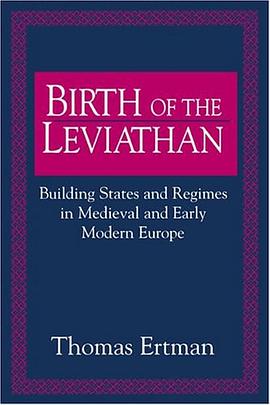 BIRTH OF THE
LEVIATHAN
Building States and Regimes
in Medieval and Early
Modern Europe
Thomas Ertman